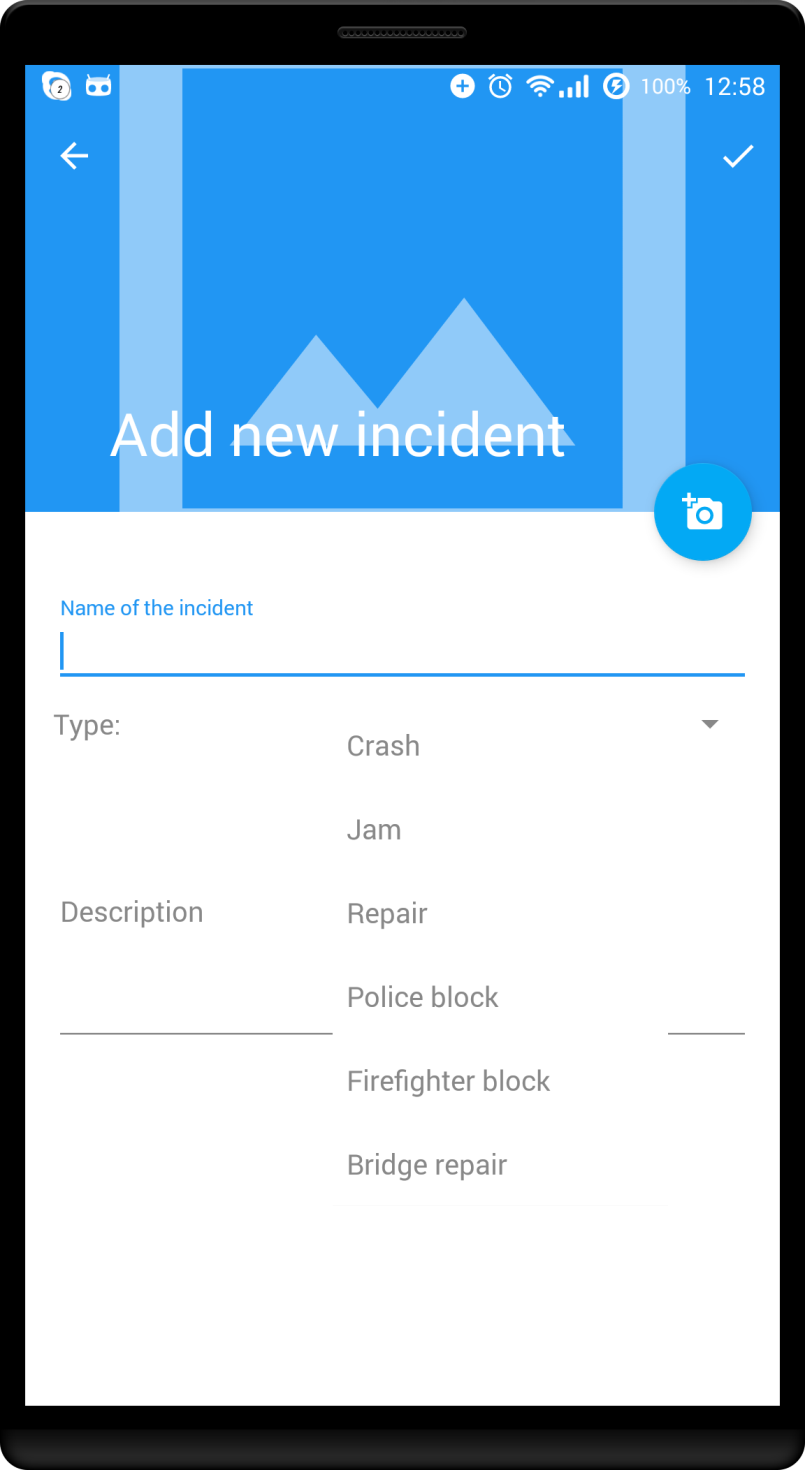 2
100% 12:58
Add new incident
Name of the incident
Type:
Crash
Jam
Repair
Description
Police block
Firefighter block
Bridge repair